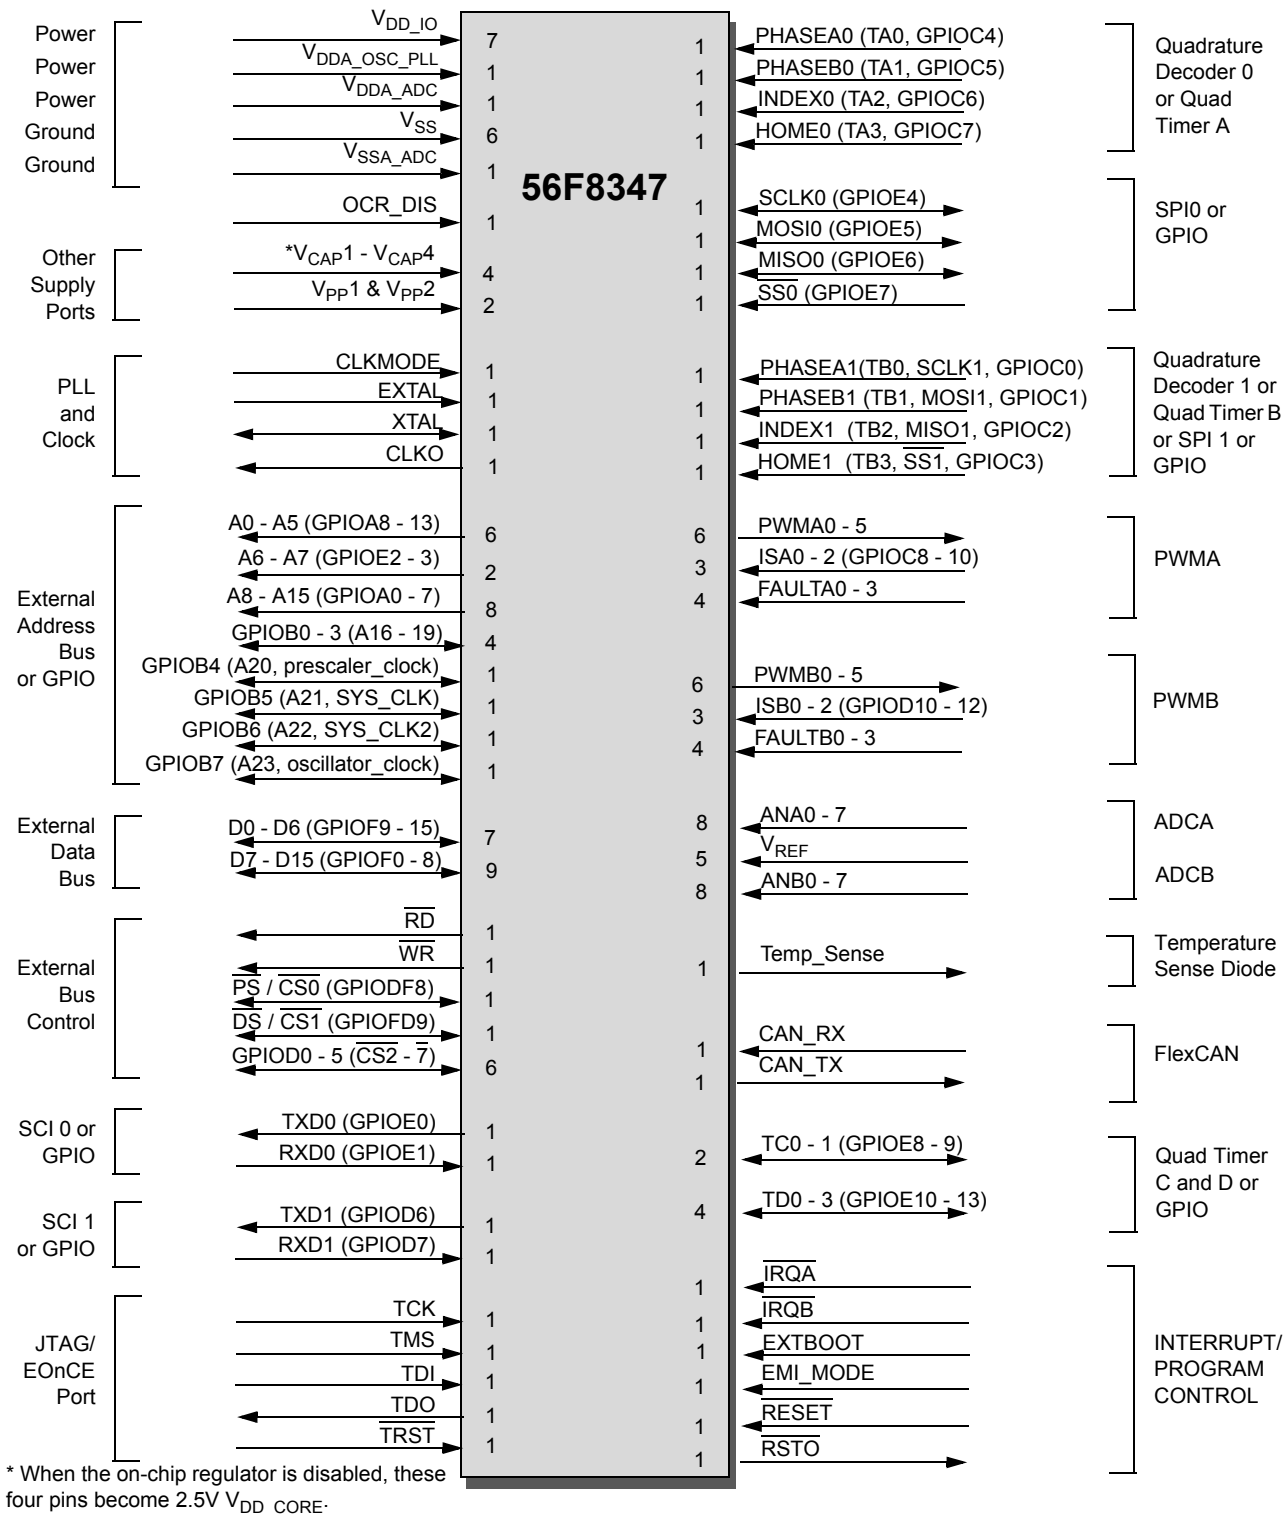 Power
Power
Power
Ground
Ground
VDD_IO
7
VDDA_OSC_PLL
1
VDDA_ADC
1
VSS
6
VSSA_ADC
1
OCR_DIS
1
Other
Supply
Ports
*VCAP1 - VCAP4
4
VPP1 & VPP2
2
PLL
and
Clock
CLKMODE
1
EXTAL
1
XTAL
1
CLKO
1
External
Address
Bus
or GPIO
A0 - A5 (GPIOA8 - 13)
6
A6 - A7 (GPIOE2 - 3)
2
A8 - A15 (GPIOA0 - 7)
8
GPIOB0 - 3 (A16 - 19)
4
GPIOB4 (A20, prescaler_clock)
1
GPIOB5 (A21, SYS_CLK)
1
GPIOB6 (A22, SYS_CLK2)
1
GPIOB7 (A23, oscillator_clock)
1
External
Data
Bus
D0 - D6 (GPIOF9 - 15)
7
D7 - D15 (GPIOF0 - 8)
9
External
Bus
Control
RD
1
WR
1
PS / CS0 (GPIODF8)
1
DS / CS1 (GPIOFD9)
1
GPIOD0 - 5 (CS2 - 7)
6
SCI 0 or
GPIO
TXD0 (GPIOE0)
1
RXD0 (GPIOE1)
1
SCI 1
or GPIO
TXD1 (GPIOD6)
1
RXD1 (GPIOD7)
1
JTAG/
EOnCE
Port
TCK
1
TMS
1
TDI
1
TDO
1
TRST
1
* When the on-chip regulator is disabled, these
four pins become 2.5V VDD_CORE.
56F8347
1
PHASEA0 (TA0, GPIOC4)
1
PHASEB0 (TA1, GPIOC5)
1
INDEX0 (TA2, GPIOC6)
1
HOME0 (TA3, GPIOC7)
Quadrature
Decoder 0
or Quad
Timer A
1
SCLK0 (GPIOE4)
1
MOSI0 (GPIOE5)
1
MISO0 (GPIOE6)
1
SS0 (GPIOE7)
SPI0 or
GPIO
1
PHASEA1(TB0, SCLK1, GPIOC0)
1
PHASEB1 (TB1, MOSI1, GPIOC1)
1
INDEX1 (TB2, MISO1, GPIOC2)
1
HOME1 (TB3, SS1, GPIOC3)
Quadrature
Decoder 1 or
Quad Timer B
or SPI 1 or
GPIO
6
PWMA0 - 5
3
ISA0 - 2 (GPIOC8 - 10)
4
FAULTA0 - 3
PWMA
6
PWMB0 - 5
3
ISB0 - 2 (GPIOD10 - 12)
4
FAULTB0 - 3
PWMB
8
ANA0 - 7
5
VREF
8
ANB0 - 7
ADCA
ADCB
1
Temp_Sense
Temperature
Sense Diode
1
CAN_RX
1
CAN_TX
FlexCAN
2
TC0 - 1 (GPIOE8 - 9)
4
TD0 - 3 (GPIOE10 - 13)
Quad Timer
C and D or
GPIO
1
IRQA
1
IRQB
1
EXTBOOT
1
EMI_MODE
1
RESET
1
RSTO
INTERRUPT/
PROGRAM
CONTROL